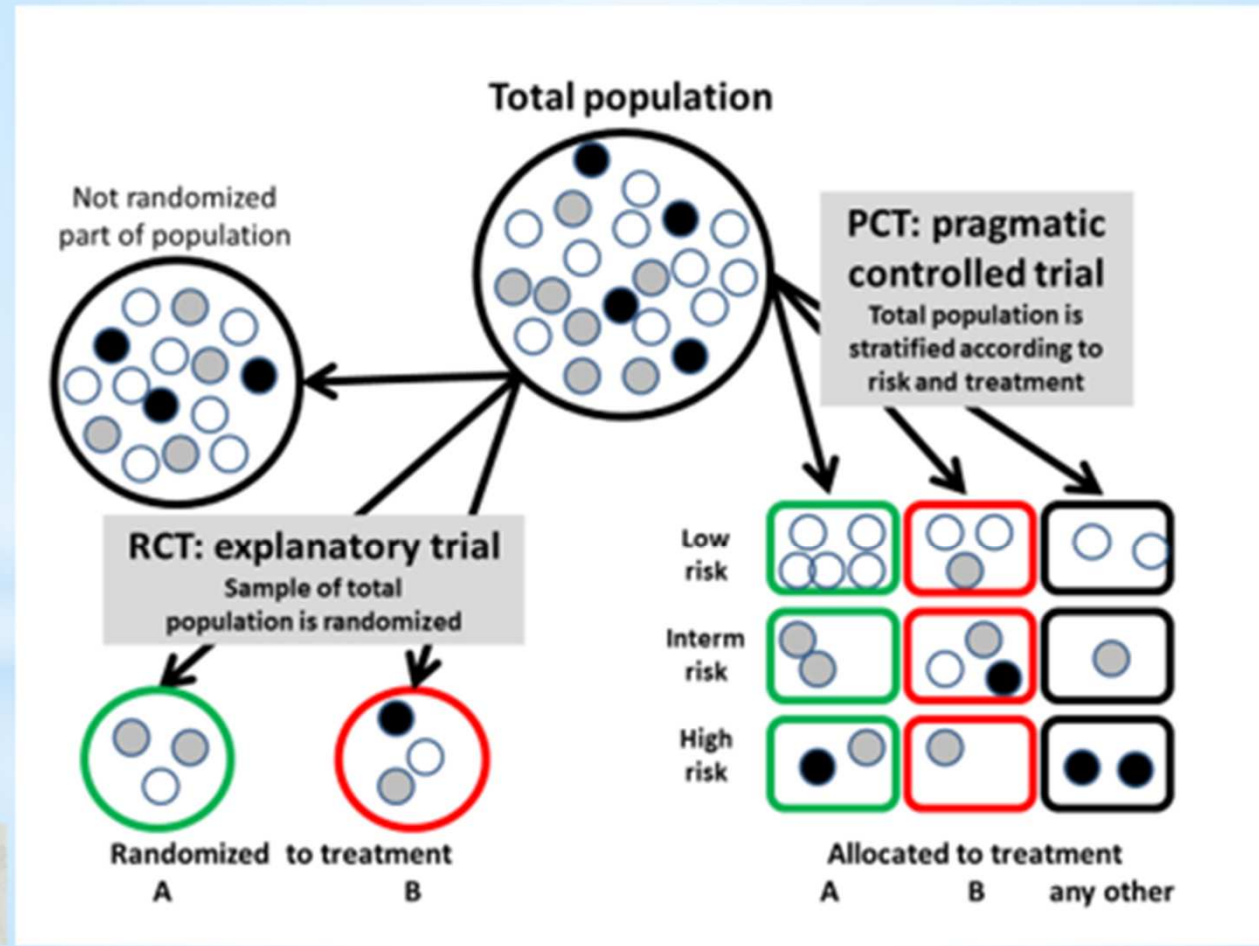 Total population
Not randomized
part of population
PCT: pragmatic
controlled trial
Total population is
stratified according to
risk and treatment
RCT: explanatory trial
Sample of total
population is randomized
Low
risk
Interm
risk
High
risk
Randomized to treatment
A B
Allocated to treatment
A B any other